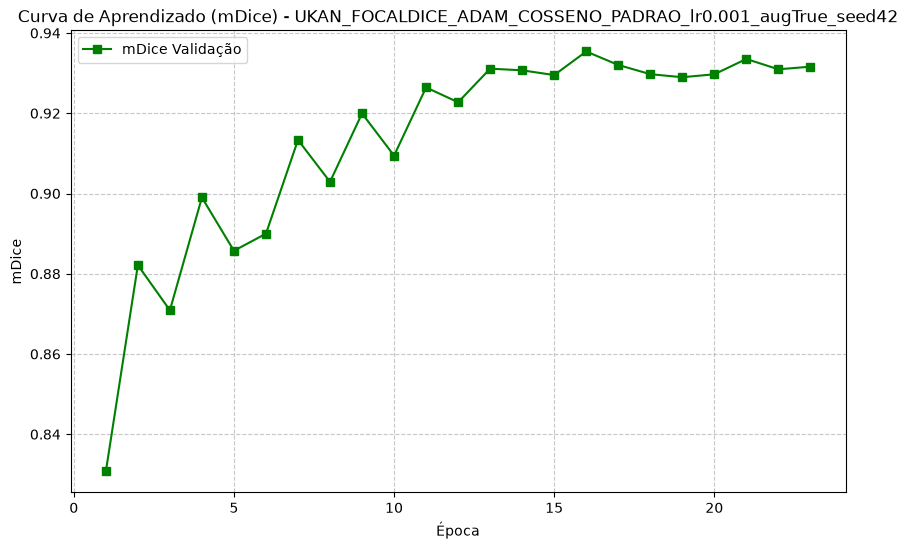 Curva de Aprendizado (mDice) - UKAN_FOCALDICE_ADAM_COSSENO_PADRAO_lr0.001_augTrue_seed42
mDice Validação
0.94
0.92
0.90
0.88
0.86
0.84
mDice
0 5 10 15 20
Época